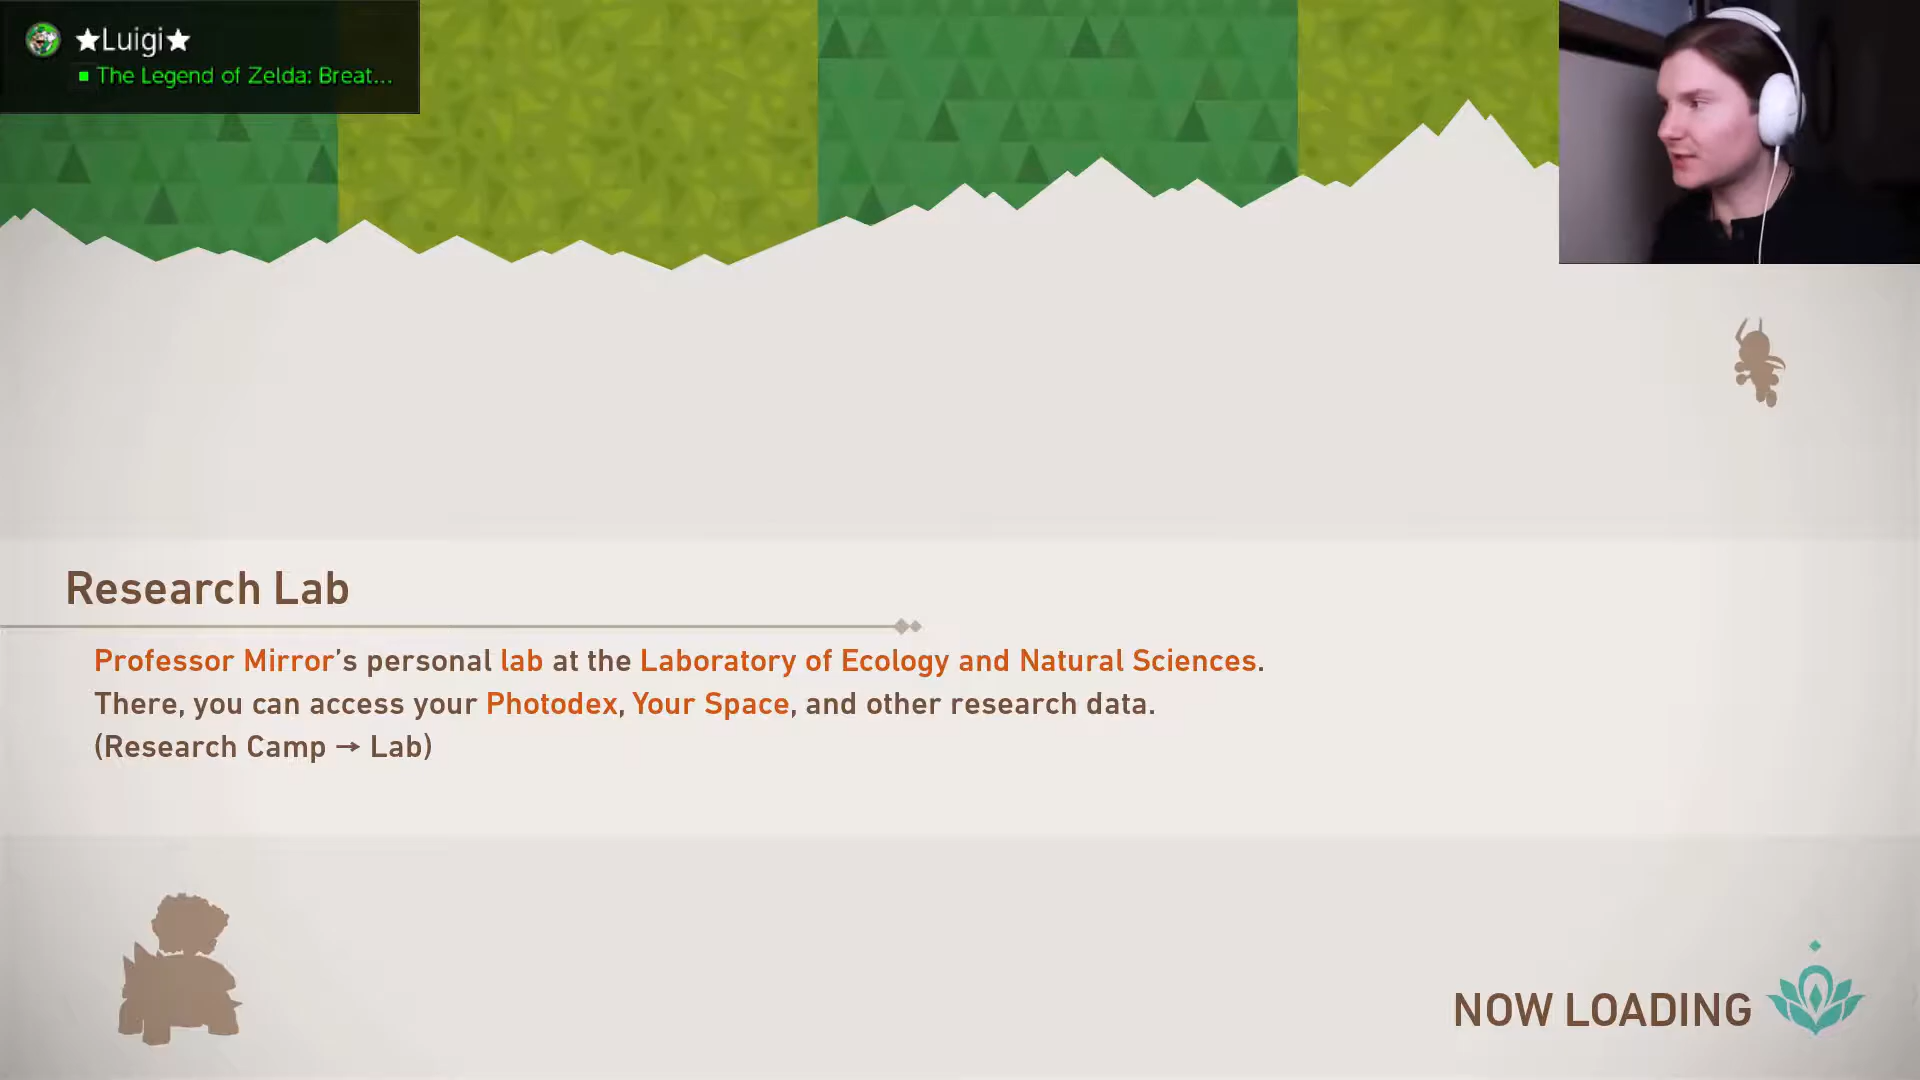 ★Luigi★
The Legend of Zelda: Breat...
Research Lab
Professor Mirror's personal lab at the Laboratory of Ecology and Natural Sciences.
There, you can access your Photodex, Your Space, and other research data.
(Research Camp → Lab)
NOW LOADING